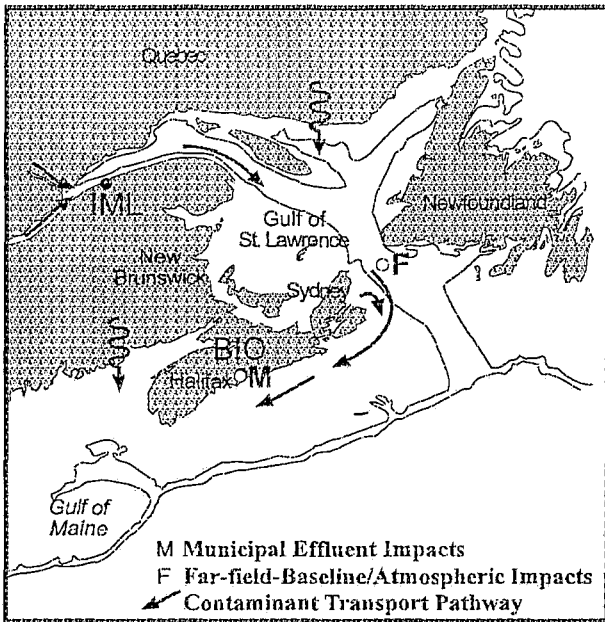 Quebec
IML
Gulf of
St. Lawrence
Newfoundland
F
New
Brunswick
Sydney
BIO
Halifax M
Gulf of
Maine
M Municipal Effluent Impacts
F Far-field-Baseline/Atmospheric Impacts
Contaminant Transport Pathway